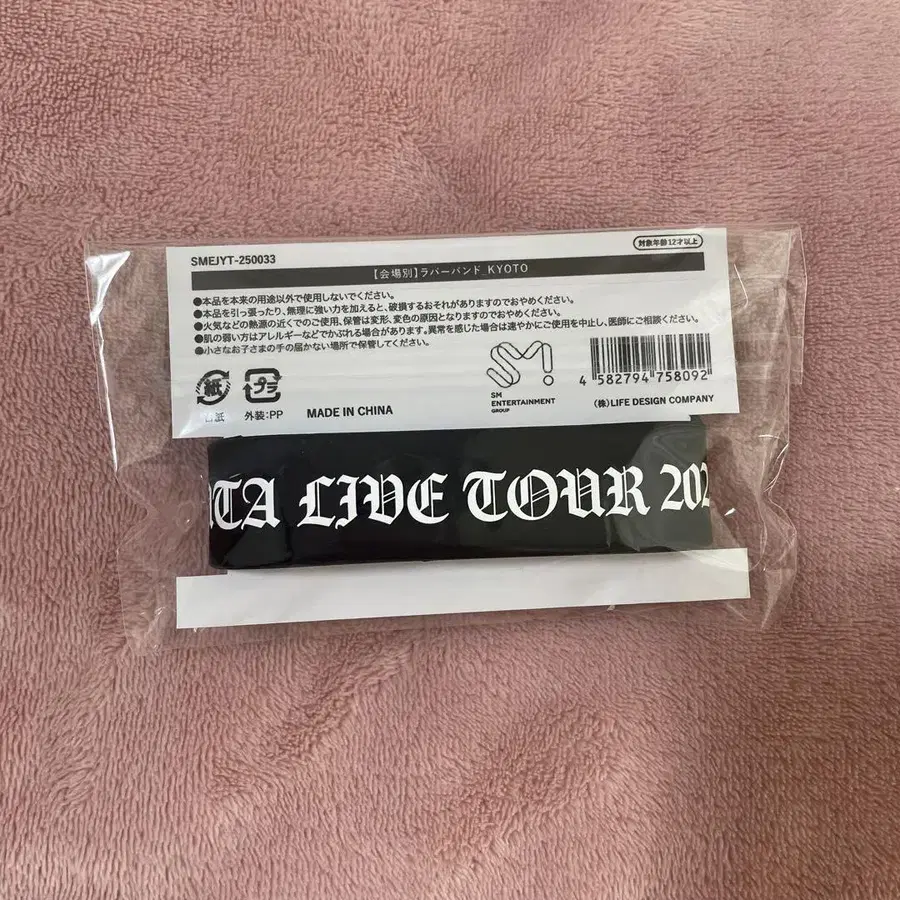 SMEJYT-250033
対象年齢12才以上
【会場別】ラバーバンド_KYOTO
●本品を本来の用途以外で使用しないでください。
●本品を引っ張ったり、無理に強い力を加えると、破損するおそれがありますのでおやめください。
●火気などの熱源の近くでのご使用、保管は変形、変色の原因となりますのでおやめください。
●肌の弱い方はアレルギーなどでかぶれる場合があります。異常を感じた場合は速やかにご使用を中止し、医師にご相談ください。
●小さなお子さまの手の届かない場所で保管してください。
紙
プラ
外装:PP
MADE IN CHINA
SM
ENTERTAINMENT
GROUP
4 582794 758092
(株)LIFE DESIGN COMPANY
TA LIVE TOUR 202